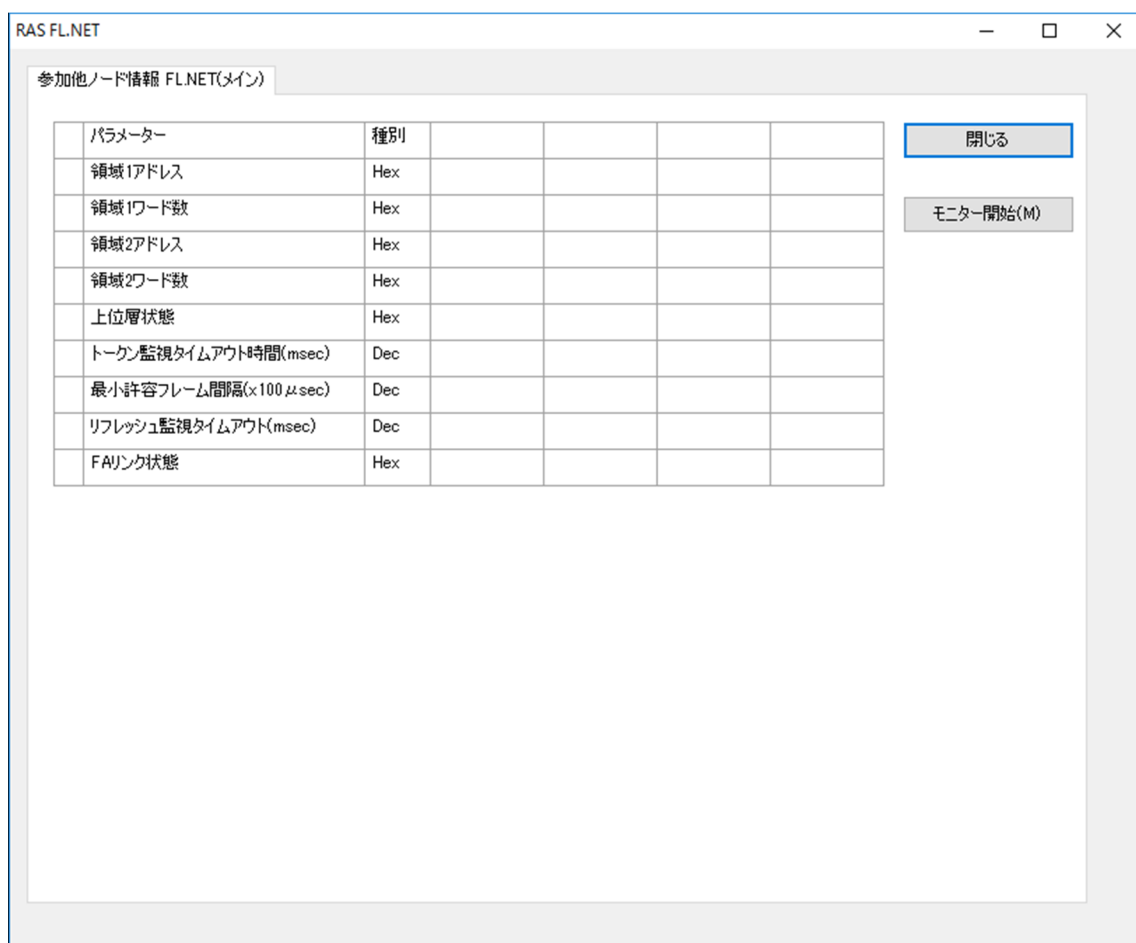 RAS FL.NET
参加他ノード情報 FL.NET(メイン)
パラメーター 種別
領域1アドレス Hex
領域1ワード数 Hex
領域2アドレス Hex
領域2ワード数 Hex
上位層状態 Hex
トークン監視タイムアウト時間(msec) Dec
最小許容フレーム間隔(x100μsec) Dec
リフレッシュ監視タイムアウト(msec) Dec
FAリンク状態 Hex
閉じる
モニター開始(M)